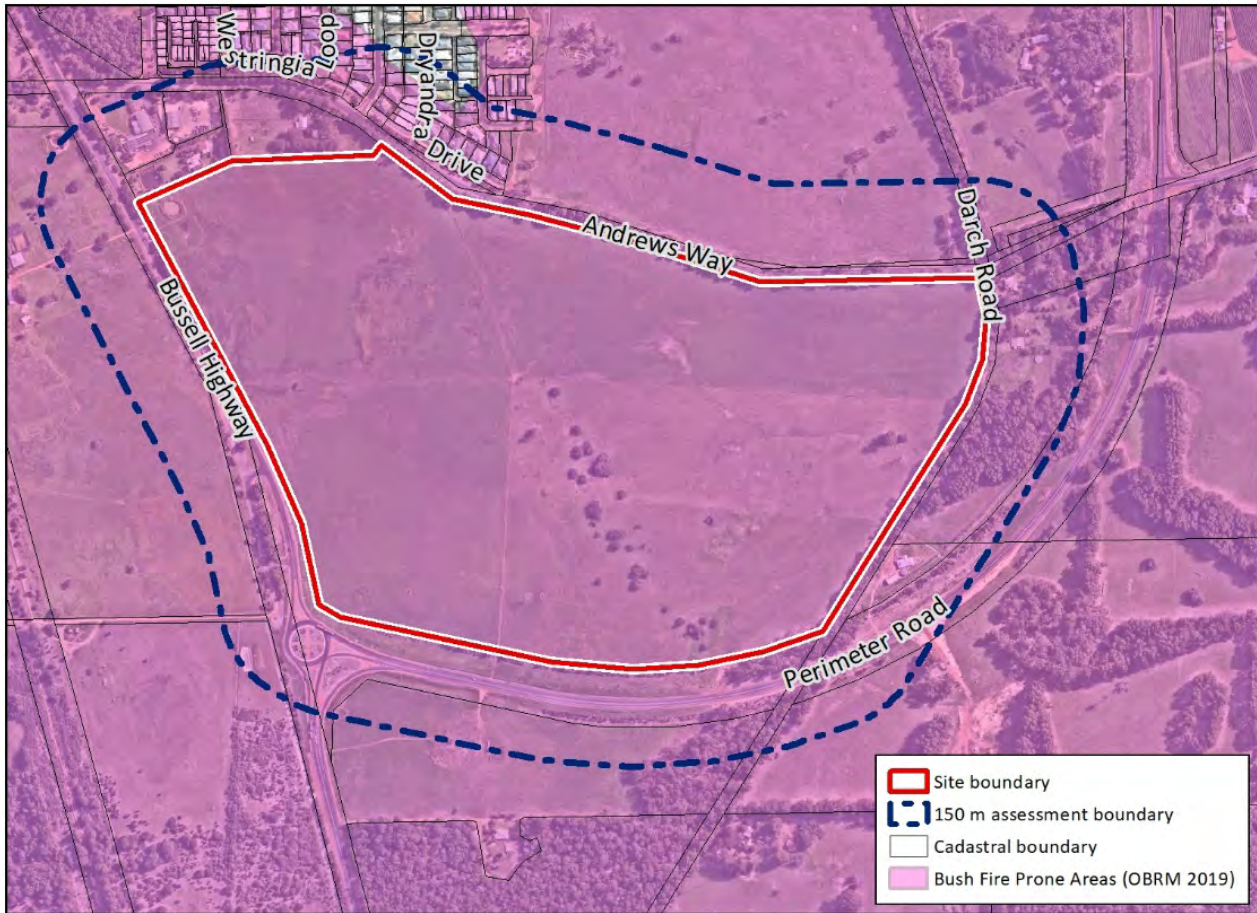 Westringia
Loop
Dryandra Drive
Andrews Way
Darch Road
Bussell Highway
Perimeter Road
Site boundary
150 m assessment boundary
Cadastral boundary
Bush Fire Prone Areas (OBRM 2019)